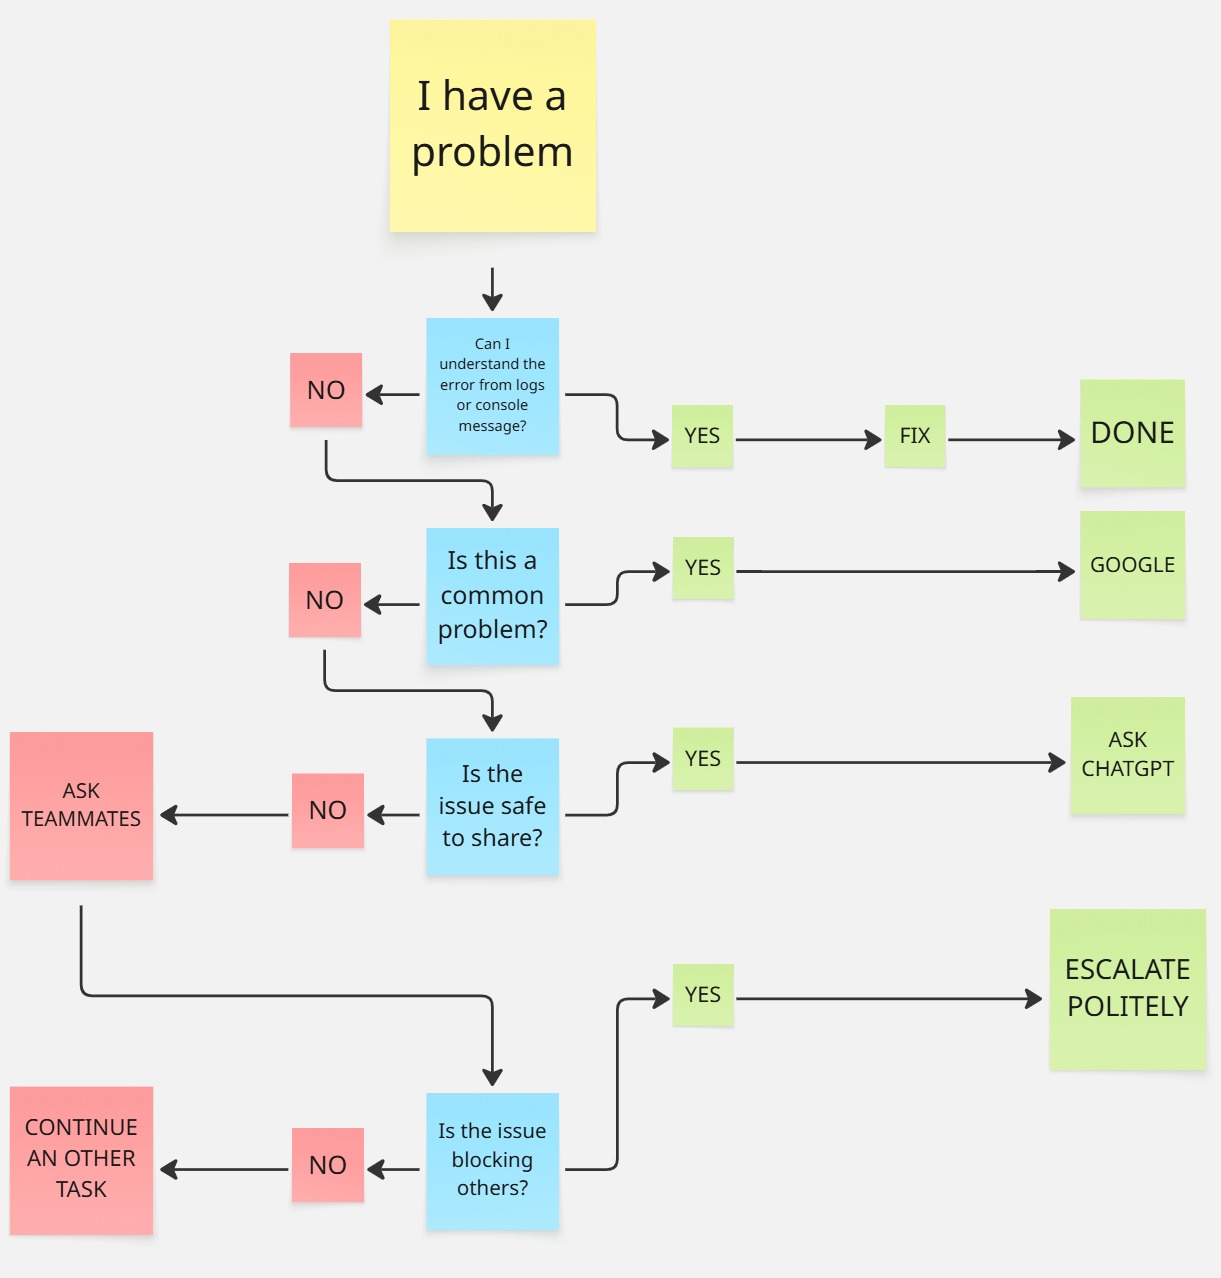 I have a
problem
Can I
understand the
error from logs
or console
message?
NO
YES
FIX
DONE
Is this a
common
problem?
NO
YES
GOOGLE
Is the
issue safe
to share?
NO
ASK
TEAMMATES
YES
ASK
CHATGPT
Is the issue
blocking
others?
NO
CONTINUE
AN OTHER
TASK
YES
ESCALATE
POLITELY